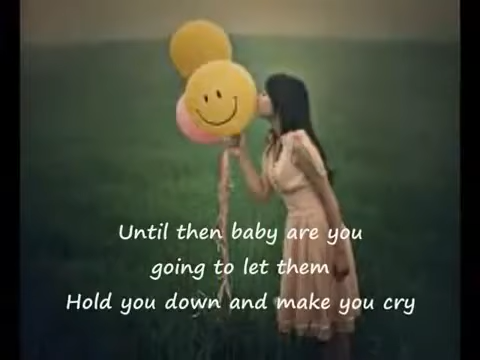 Until then baby are you
going to let them
Hold you down and make you cry